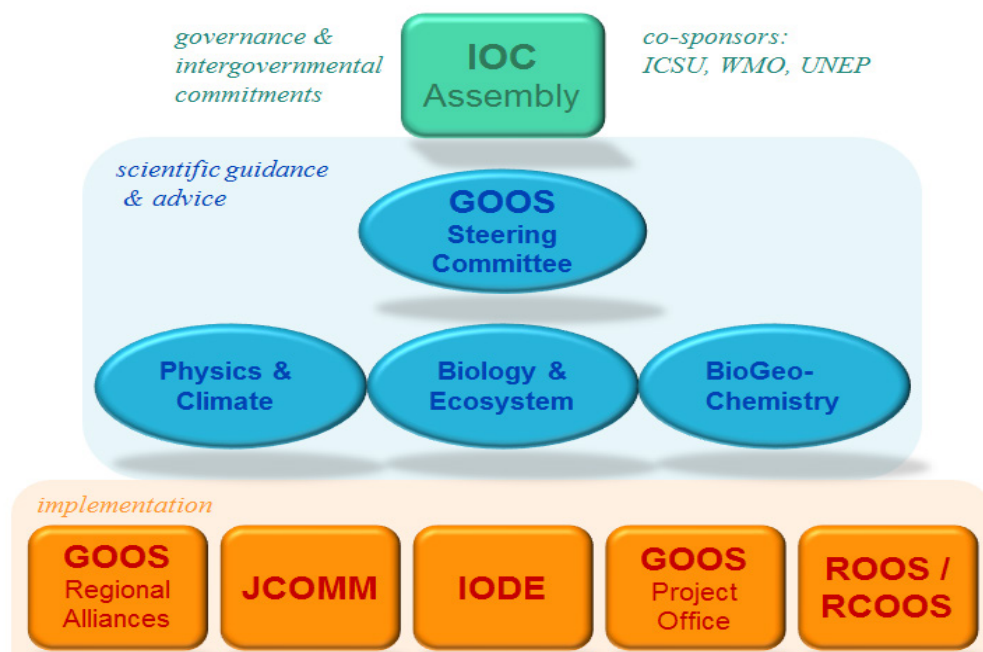 governance &
intergovernmental
commitments
IOC
Assembly
co-sponsors:
ICSU, WMO, UNEP
scientific guidance
& advice
GOOS
Steering
Committee
Physics &
Climate
Biology &
Ecosystem
BioGeo-
Chemistry
implementation
GOOS
Regional
Alliances
JCOMM
IODE
GOOS
Project
Office
ROOS /
RCOOS